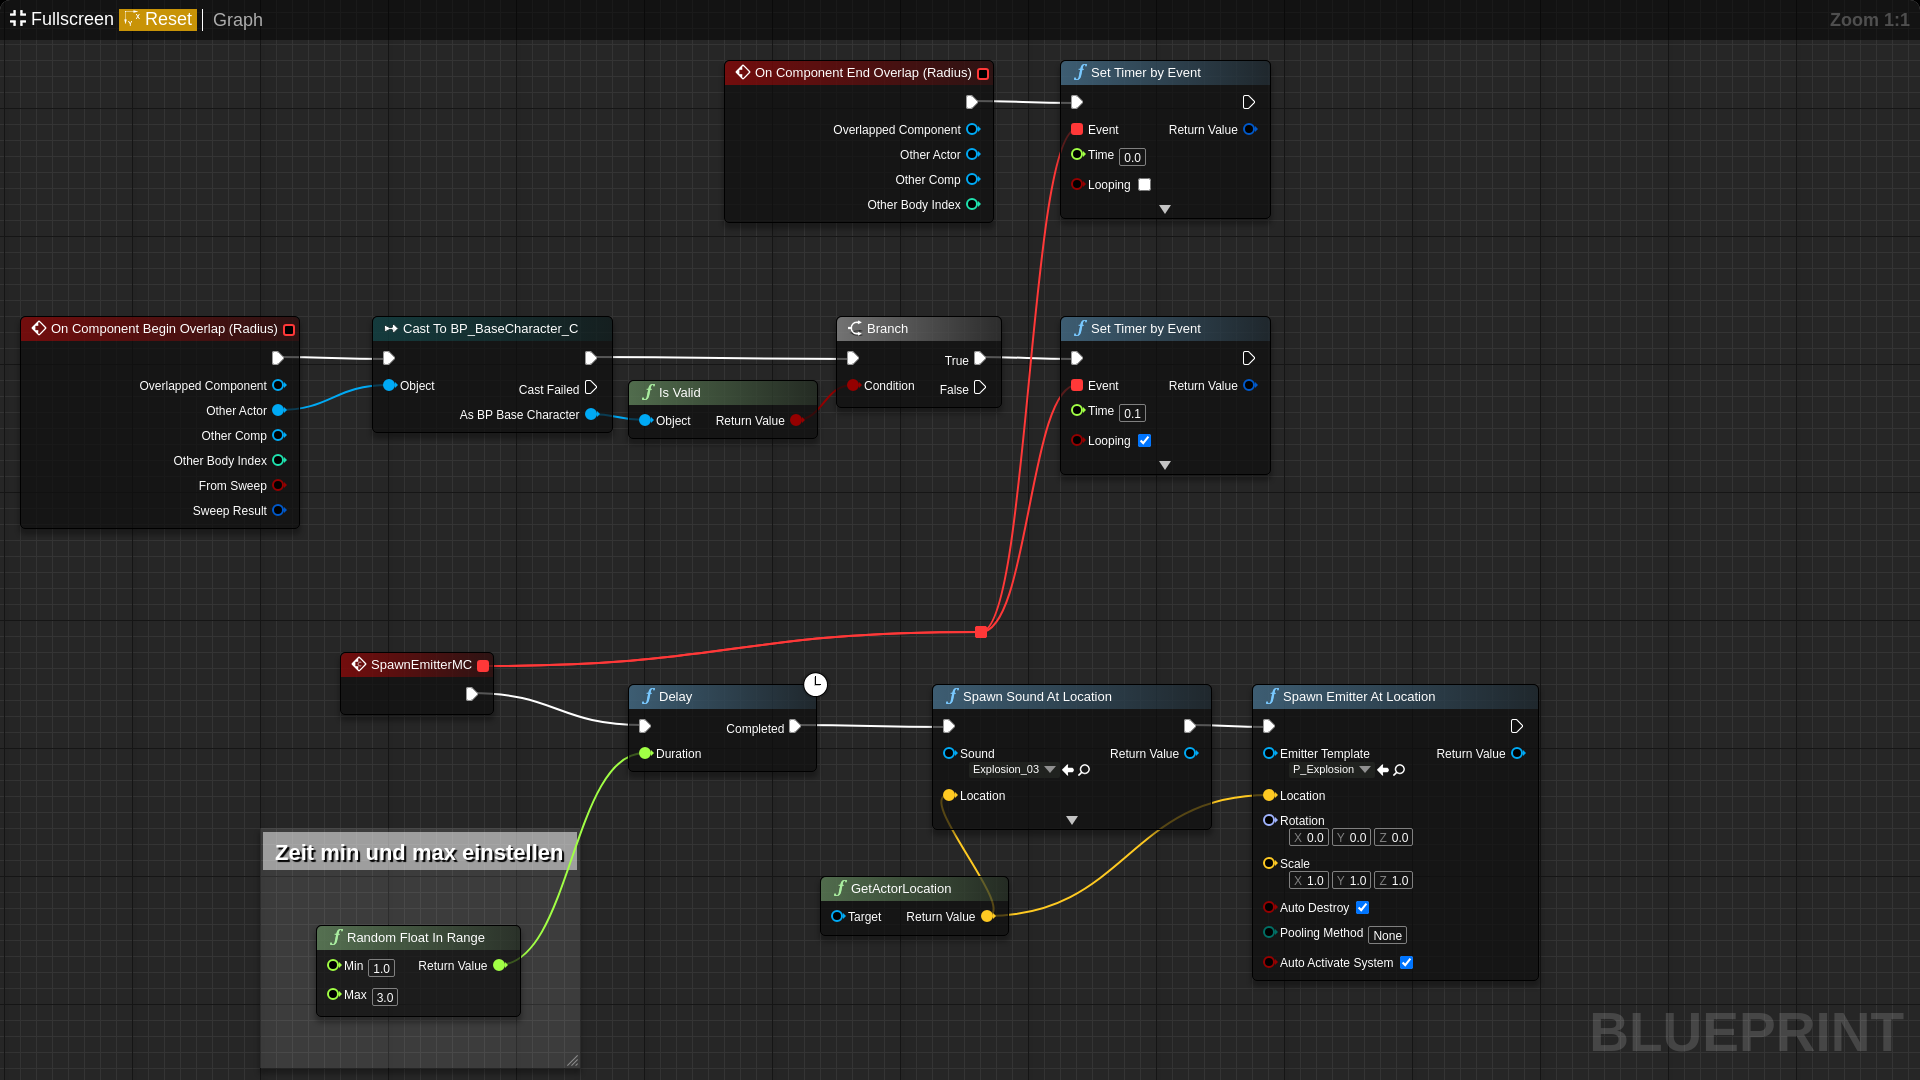 Fullscreen Reset Graph Zoom 1:1
On Component End Overlap (Radius)
Overlapped Component
Other Actor
Other Comp
Other Body Index
Set Timer by Event
Event Return Value
Time 0.0
Looping
On Component Begin Overlap (Radius)
Overlapped Component
Other Actor
Other Comp
Other Body Index
From Sweep
Sweep Result
Cast To BP_BaseCharacter_C
Object
Cast Failed
As BP Base Character
Is Valid
Object Return Value
Branch
True
Condition
False
Set Timer by Event
Event Return Value
Time 0.1
Looping
SpawnEmitterMC
Delay
Completed
Duration
Spawn Sound At Location
Sound Return Value
Explosion_03
Location
Spawn Emitter At Location
Emitter Template Return Value
P_Explosion
Location
Rotation
X 0.0 Y 0.0 Z 0.0
Scale
X 1.0 Y 1.0 Z 1.0
Auto Destroy
Pooling Method None
Auto Activate System
Zeit min und max einstellen
Random Float In Range
Min 1.0 Return Value
Max 3.0
GetActorLocation
Target Return Value
BLUEPRINT